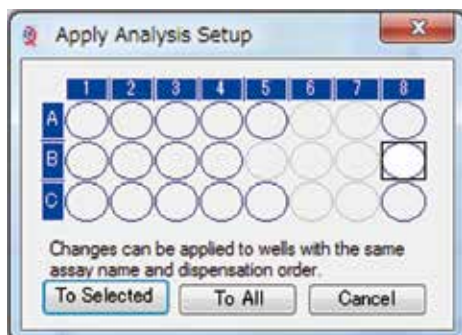 Apply Analysis Setup
1 2 3 4 5 6 7 8
A
B
C
Changes can be applied to wells with the same
assay name and dispensation order.
To Selected To All Cancel